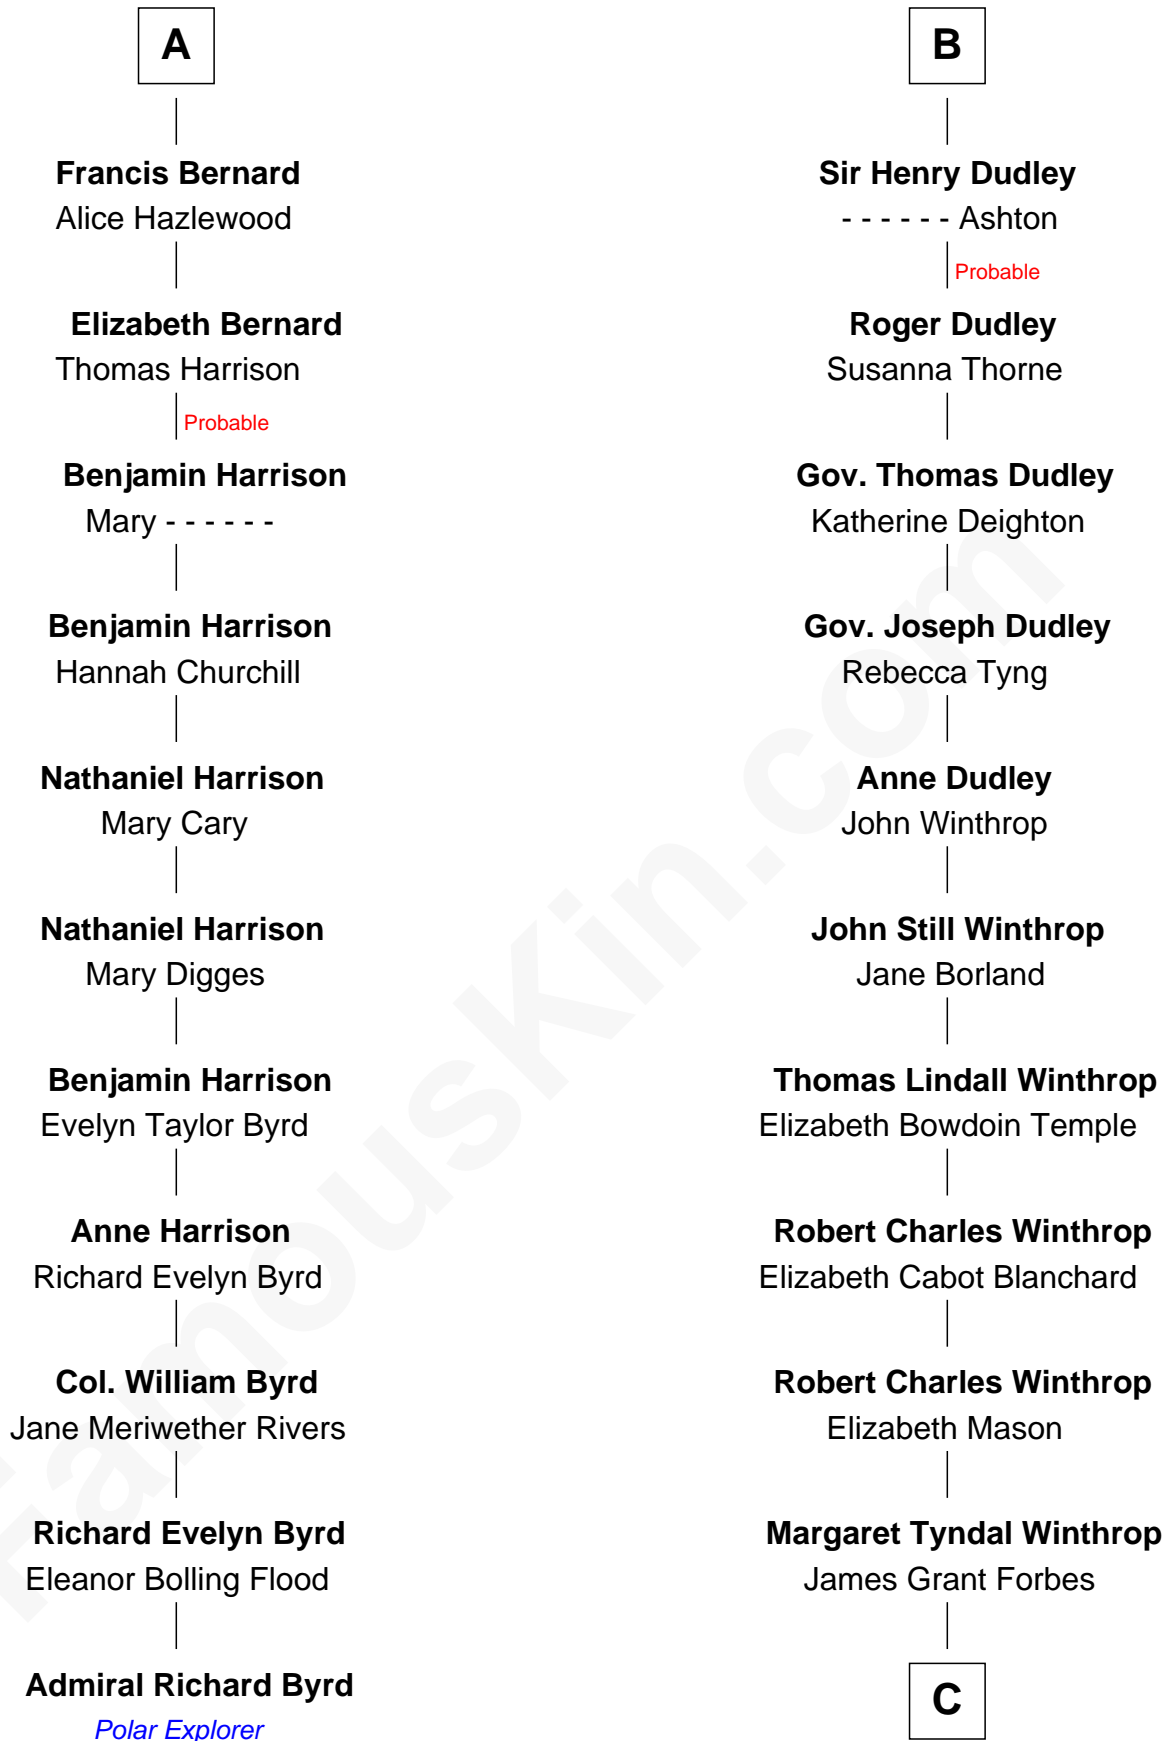 A
Francis Bernard
Alice Hazlewood
Elizabeth Bernard
Thomas Harrison
Probable
Benjamin Harrison
Mary - - - - - -
Benjamin Harrison
Hannah Churchill
Nathaniel Harrison
Mary Cary
Nathaniel Harrison
Mary Digges
Benjamin Harrison
Evelyn Taylor Byrd
Anne Harrison
Richard Evelyn Byrd
Col. William Byrd
Jane Meriwether Rivers
Richard Evelyn Byrd
Eleanor Bolling Flood
Admiral Richard Byrd
Polar Explorer
B
Sir Henry Dudley
- - - - - - Ashton
Probable
Roger Dudley
Susanna Thorne
Gov. Thomas Dudley
Katherine Deighton
Gov. Joseph Dudley
Rebecca Tyng
Anne Dudley
John Winthrop
John Still Winthrop
Jane Borland
Thomas Lindall Winthrop
Elizabeth Bowdoin Temple
Robert Charles Winthrop
Elizabeth Cabot Blanchard
Robert Charles Winthrop
Elizabeth Mason
Margaret Tyndal Winthrop
James Grant Forbes
C
FamousKin.com